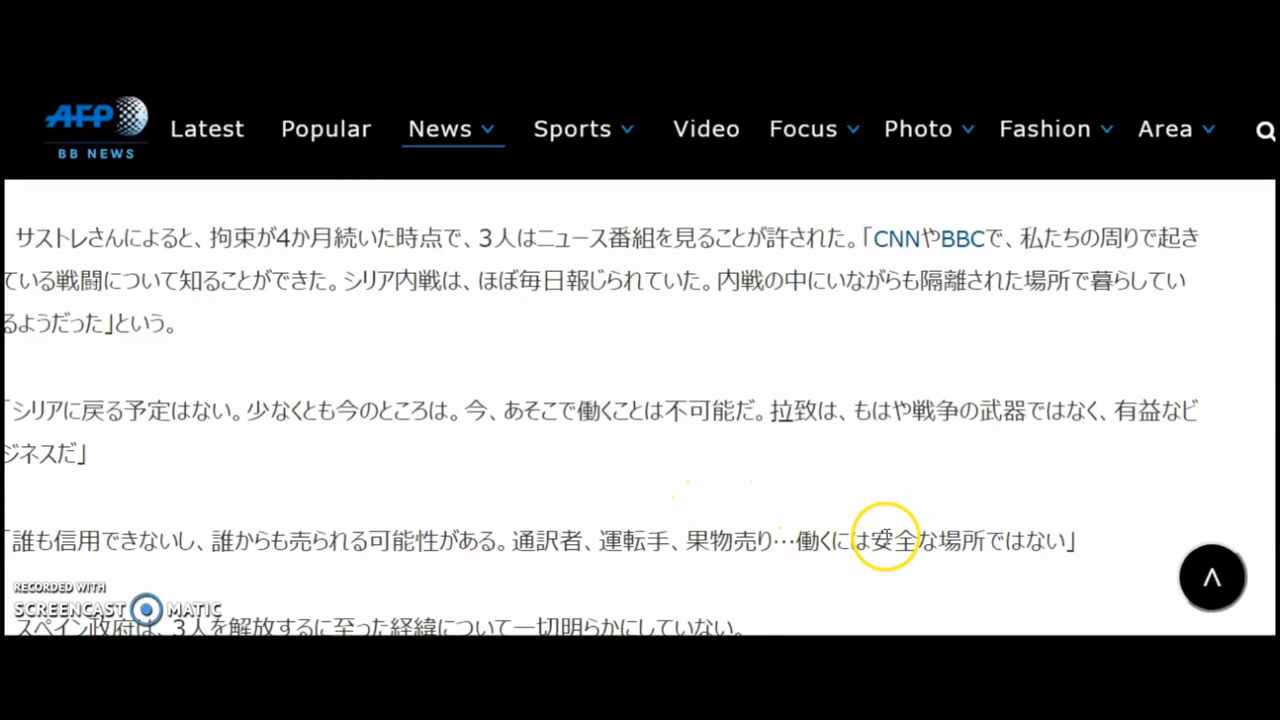 AFP
BB NEWS
Latest Popular News Sports Video Focus Photo Fashion Area
サストレさんによると、拘束が4か月続いた時点で、3人はニュース番組を見ることが許された。「CNNやBBCで、私たちの周りで起き
ている戦闘について知ることができた。シリア内戦は、ほぼ毎日報じられていた。内戦の中にいながらも隔離された場所で暮らしてい
るようだった」という。
「シリアに戻る予定はない。少なくとも今のところは。今、あそこで働くことは不可能だ。拉致は、もはや戦争の武器ではなく、有益なビ
ジネスだ」
「誰も信用できないし、誰からも売られる可能性がある。通訳者、運転手、果物売り…働くには安全な場所ではない」
RECORDED WITH
SCREENCAST MATIC
スペイン政府は、3人を解放するに至った経緯について一切明らかにしていない。